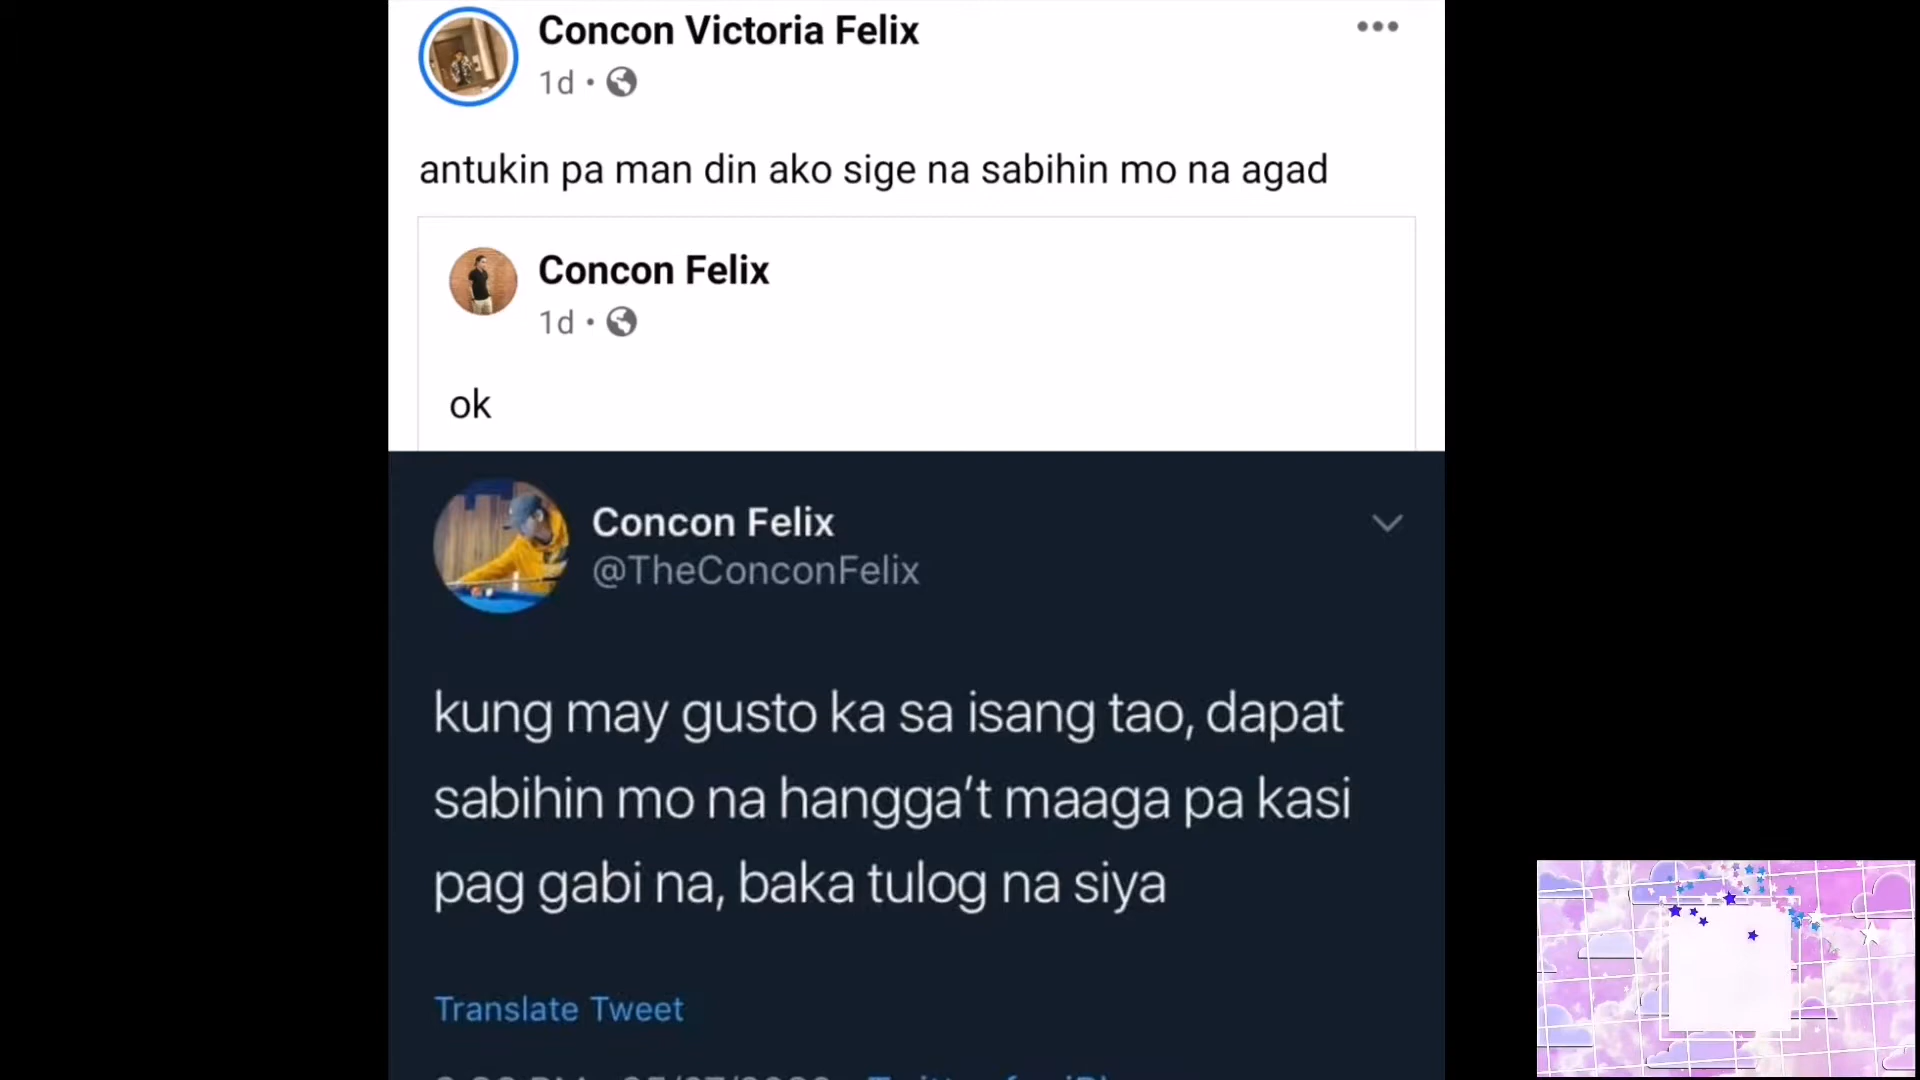 Concon Victoria Felix
1d
antukin pa man din ako sige na sabihin mo na agad
Concon Felix
1d
ok
Concon Felix
@TheConconFelix
kung may gusto ka sa isang tao, dapat
sabihin mo na hangga't maaga pa kasi
pag gabi na, baka tulog na siya
Translate Tweet